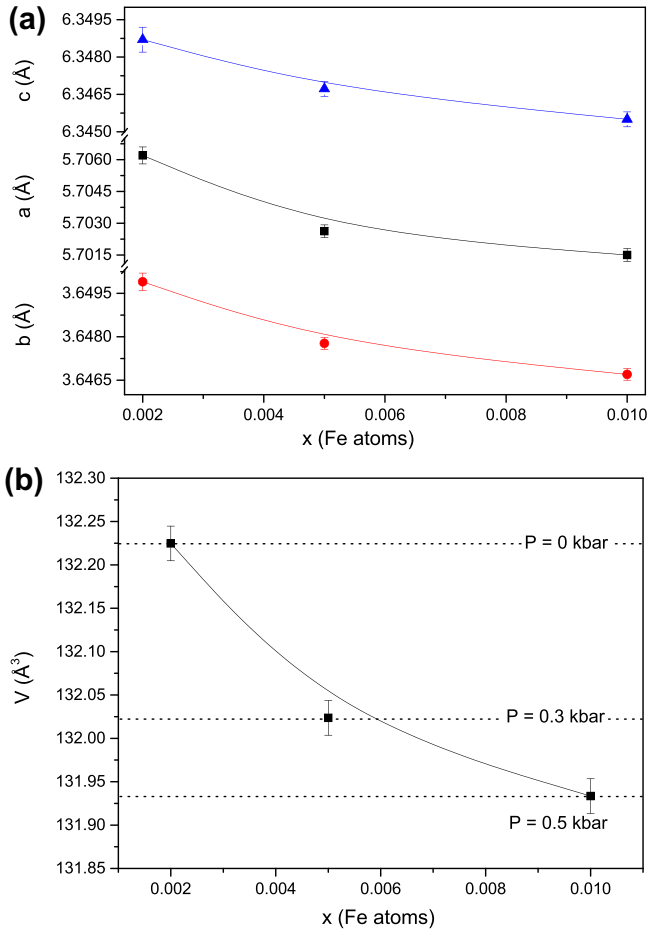 (a)
c (Å)
6.3495
6.3480
6.3465
6.3450
a (Å)
5.7060
5.7045
5.7030
5.7015
b (Å)
3.6495
3.6480
3.6465
0.002 0.004 0.006 0.008 0.010
x (Fe atoms)
(b)
V (Å³)
132.30
132.25
132.20
132.15
132.10
132.05
132.00
131.95
131.90
131.85
P = 0 kbar
P = 0.3 kbar
P = 0.5 kbar
0.002 0.004 0.006 0.008 0.010
x (Fe atoms)